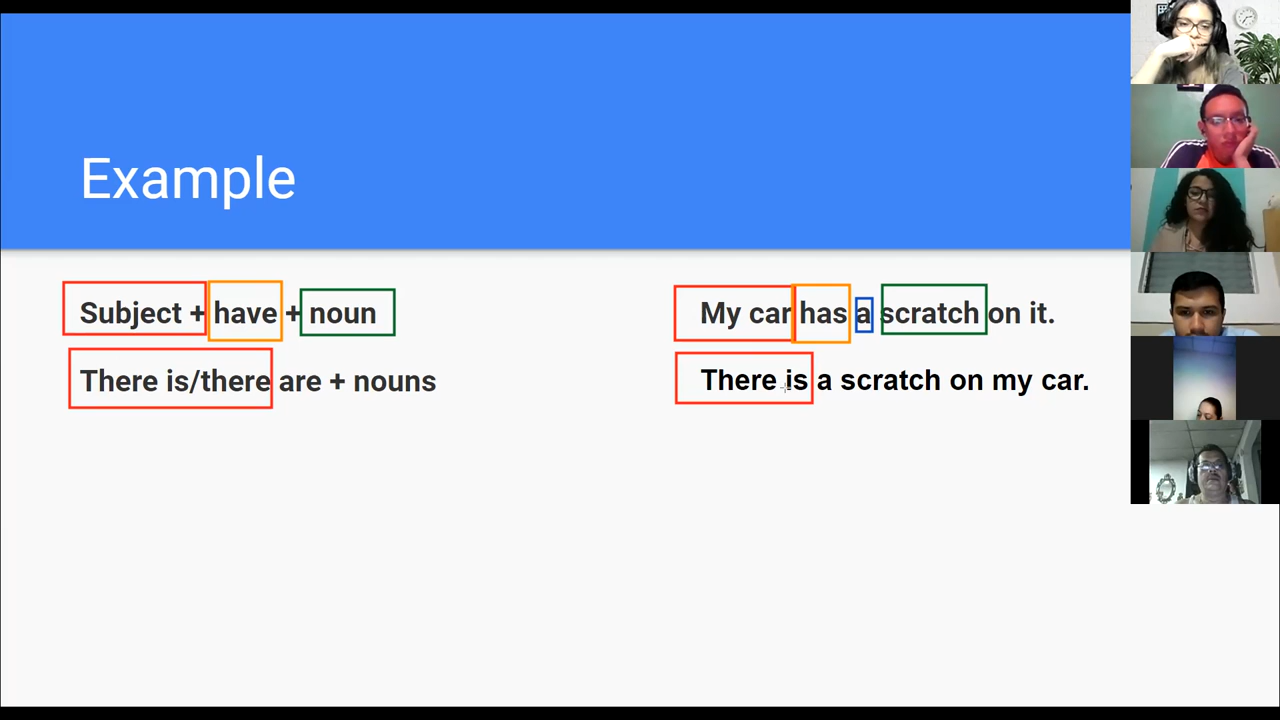 Example
Subject + have + noun
There is/there are + nouns
My car has a scratch on it.
There is a scratch on my car.